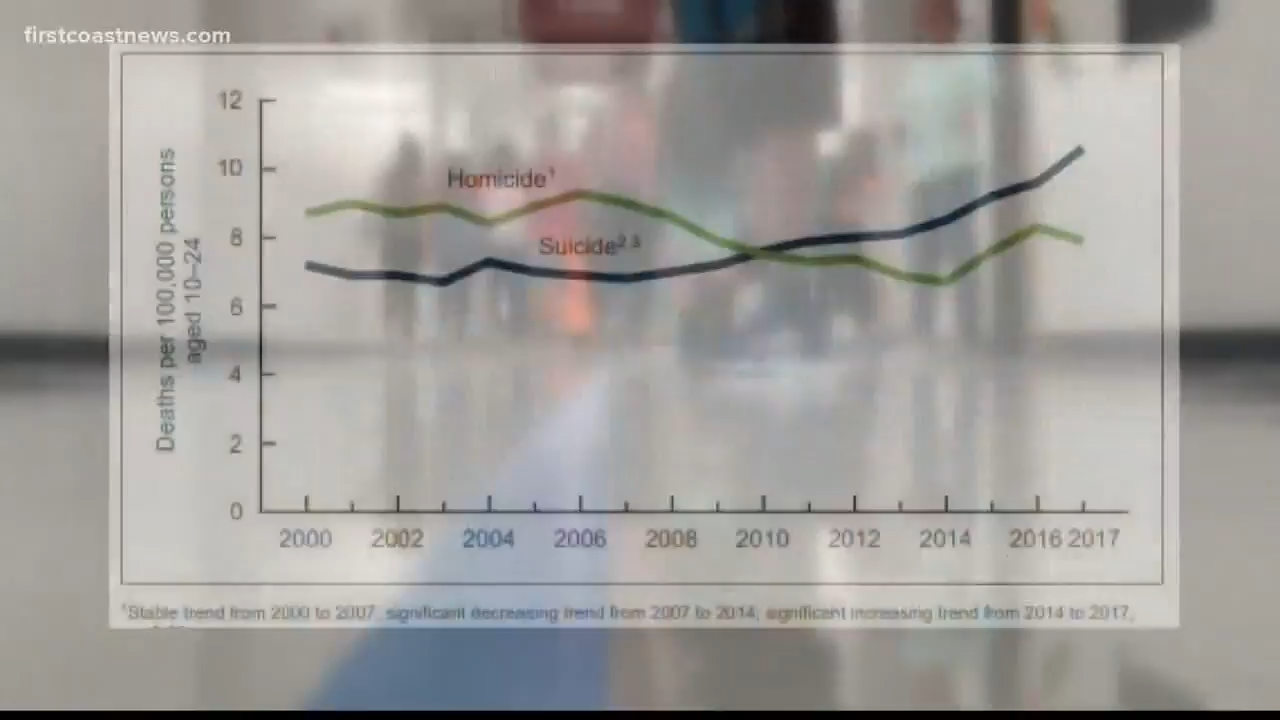 firstcoastnews.com
12
10
8
6
4
2
0
Deaths per 100,000 persons
aged 10–24
Homicide¹
Suicide²,³
2000 2002 2004 2006 2008 2010 2012 2014 2016 2017
¹Stable trend from 2000 to 2007, significant decreasing trend from 2007 to 2014; significant increasing trend from 2014 to 2017,